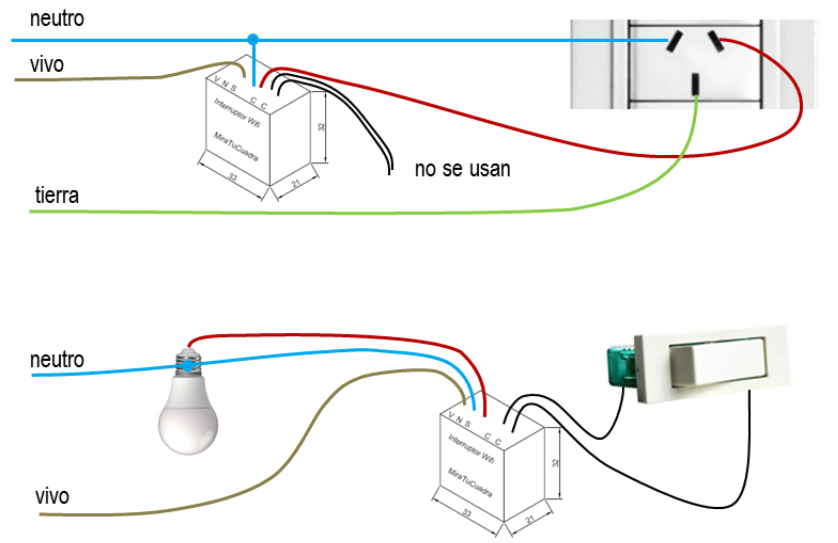 neutro
vivo
V N S C C
Interruptor Wifi
MiraTuCuadra
32
33
21
no se usan
tierra
neutro
V N S C C
Interruptor Wifi
MiraTuCuadra
32
33
21
vivo